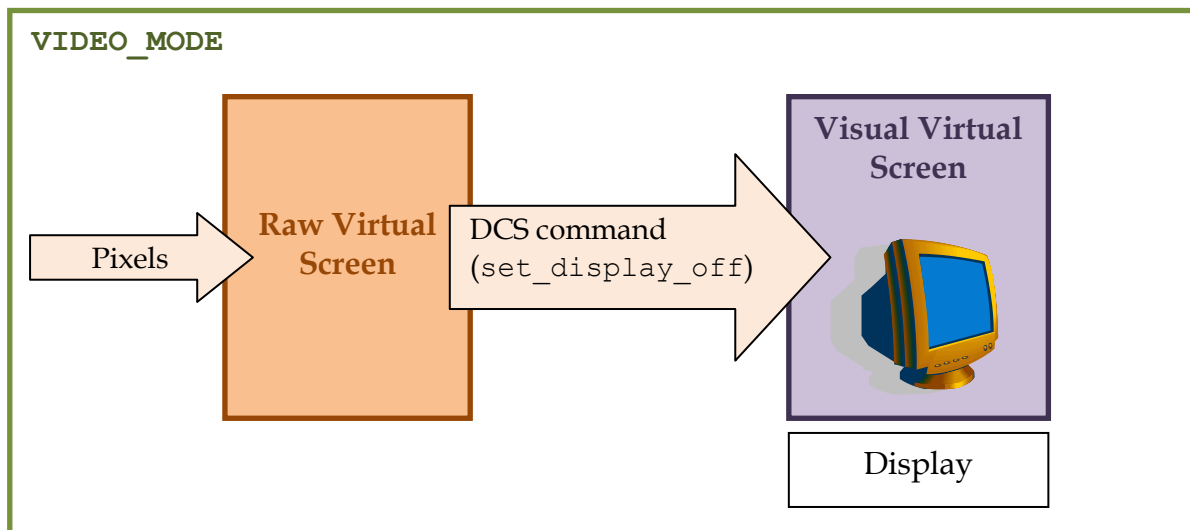 VIDEO_MODE
Pixels
Raw Virtual
Screen
DCS command
(set_display_off)
Visual Virtual
Screen
Display